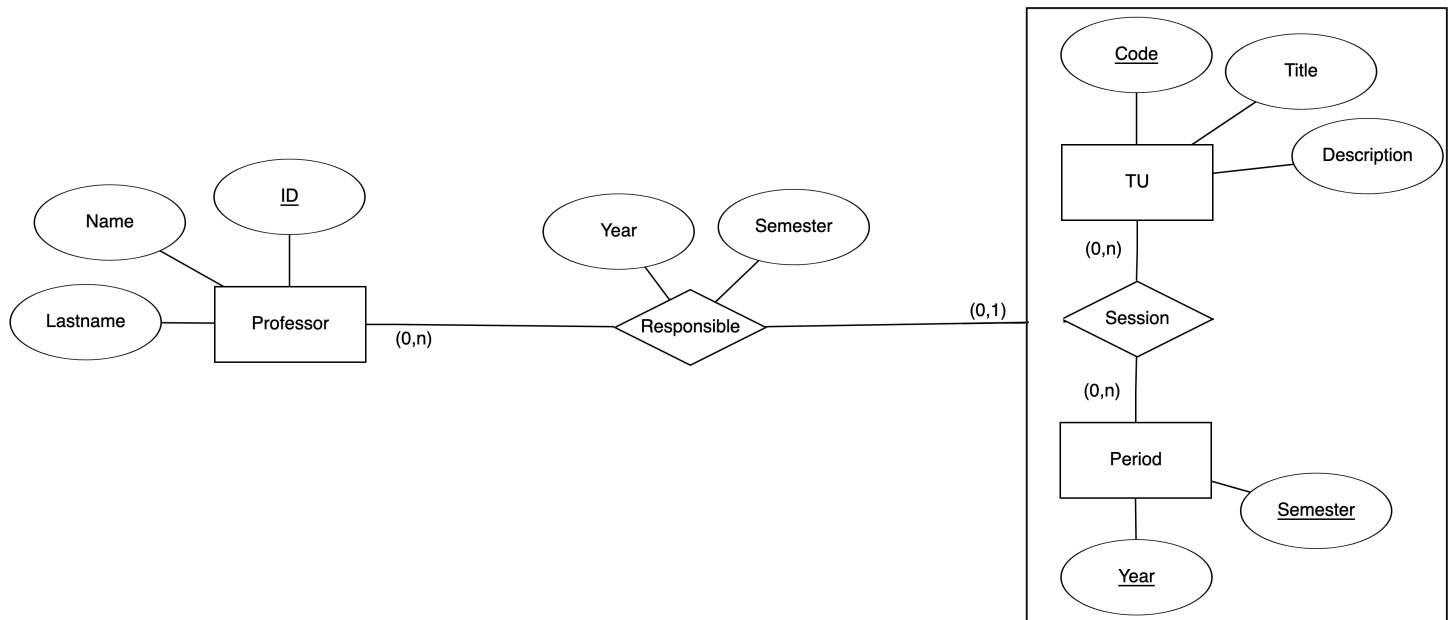 Code
Title
Description
TU
ID
Name
Lastname
Professor
(0,n)
Year
Semester
Responsible
(0,1)
(0,n)
Session
(0,n)
Period
Semester
Year